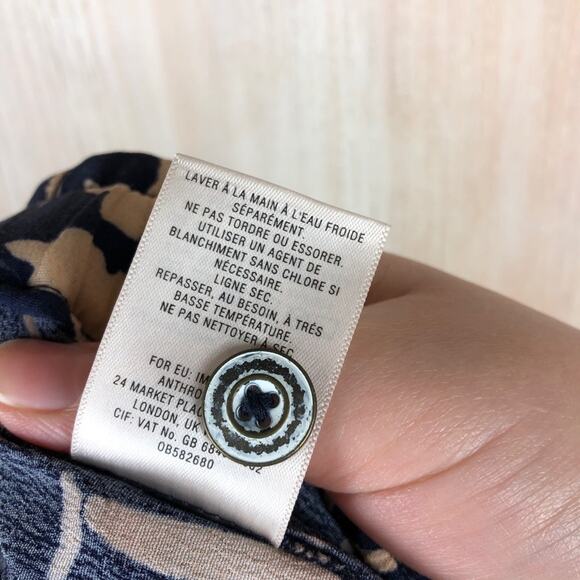 LAVER À LA MAIN À L'EAU FROIDE
SÉPARÉMENT.
NE PAS TORDRE OU ESSORER.
UTILISER UN AGENT DE
BLANCHIMENT SANS CHLORE SI
NÉCESSAIRE.
LIGNE SEC.
REPASSER, AU BESOIN, À TRÈS
BASSE TEMPÉRATURE.
NE PAS NETTOYER À SEC.
FOR EU:
24 MARKET
LONDON, UK
CIF: VAT No. GB 684
OB582680